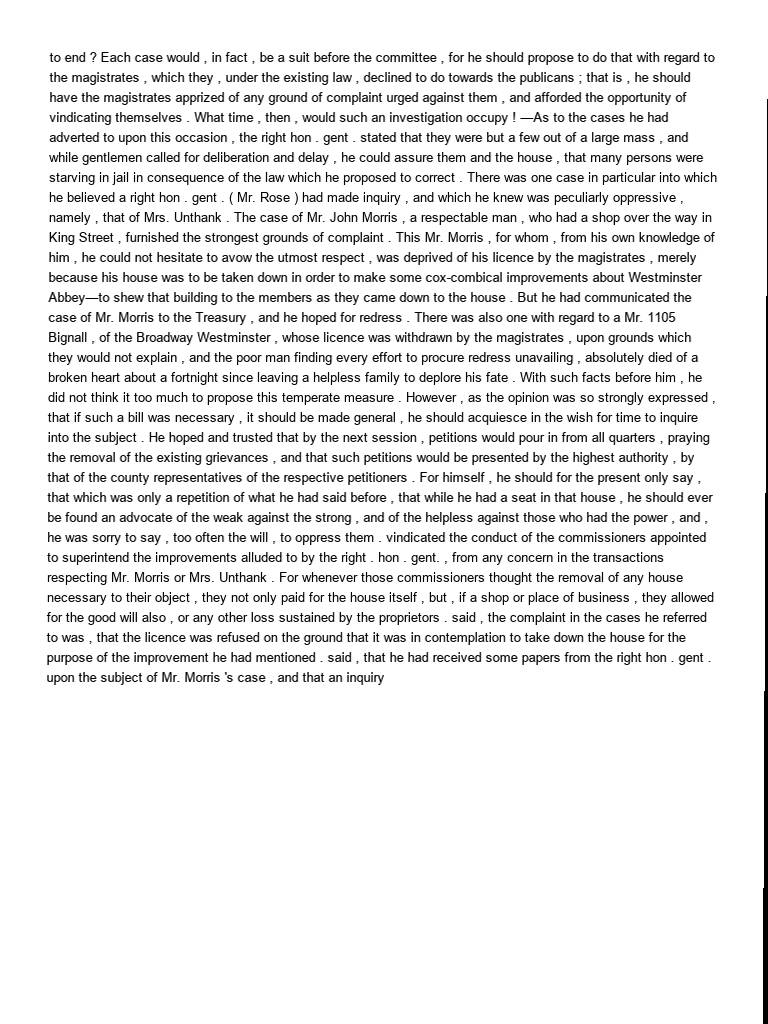 to end ? Each case would , in fact , be a suit before the committee , for he should propose to do that with regard to
the magistrates , which they , under the existing law , declined to do towards the publicans ; that is , he should
have the magistrates apprized of any ground of complaint urged against them , and afforded the opportunity of
vindicating themselves . What time , then , would such an investigation occupy ! —As to the cases he had
adverted to upon this occasion , the right hon . gent . stated that they were but a few out of a large mass , and
while gentlemen called for deliberation and delay , he could assure them and the house , that many persons were
starving in jail in consequence of the law which he proposed to correct . There was one case in particular into which
he believed a right hon . gent . ( Mr. Rose ) had made inquiry , and which he knew was peculiarly oppressive ,
namely , that of Mrs. Unthank . The case of Mr. John Morris , a respectable man , who had a shop over the way in
King Street , furnished the strongest grounds of complaint . This Mr. Morris , for whom , from his own knowledge of
him , he could not hesitate to avow the utmost respect , was deprived of his licence by the magistrates , merely
because his house was to be taken down in order to make some cox-combical improvements about Westminster
Abbey—to shew that building to the members as they came down to the house . But he had communicated the
case of Mr. Morris to the Treasury , and he hoped for redress . There was also one with regard to a Mr. 1105
Bignall , of the Broadway Westminster , whose licence was withdrawn by the magistrates , upon grounds which
they would not explain , and the poor man finding every effort to procure redress unavailing , absolutely died of a
broken heart about a fortnight since leaving a helpless family to deplore his fate . With such facts before him , he
did not think it too much to propose this temperate measure . However , as the opinion was so strongly expressed ,
that if such a bill was necessary , it should be made general , he should acquiesce in the wish for time to inquire
into the subject . He hoped and trusted that by the next session , petitions would pour in from all quarters , praying
the removal of the existing grievances , and that such petitions would be presented by the highest authority , by
that of the county representatives of the respective petitioners . For himself , he should for the present only say ,
that which was only a repetition of what he had said before , that while he had a seat in that house , he should ever
be found an advocate of the weak against the strong , and of the helpless against those who had the power , and ,
he was sorry to say , too often the will , to oppress them . vindicated the conduct of the commissioners appointed
to superintend the improvements alluded to by the right . hon . gent. , from any concern in the transactions
respecting Mr. Morris or Mrs. Unthank . For whenever those commissioners thought the removal of any house
necessary to their object , they not only paid for the house itself , but , if a shop or place of business , they allowed
for the good will also , or any other loss sustained by the proprietors . said , the complaint in the cases he referred
to was , that the licence was refused on the ground that it was in contemplation to take down the house for the
purpose of the improvement he had mentioned . said , that he had received some papers from the right hon . gent .
upon the subject of Mr. Morris 's case , and that an inquiry